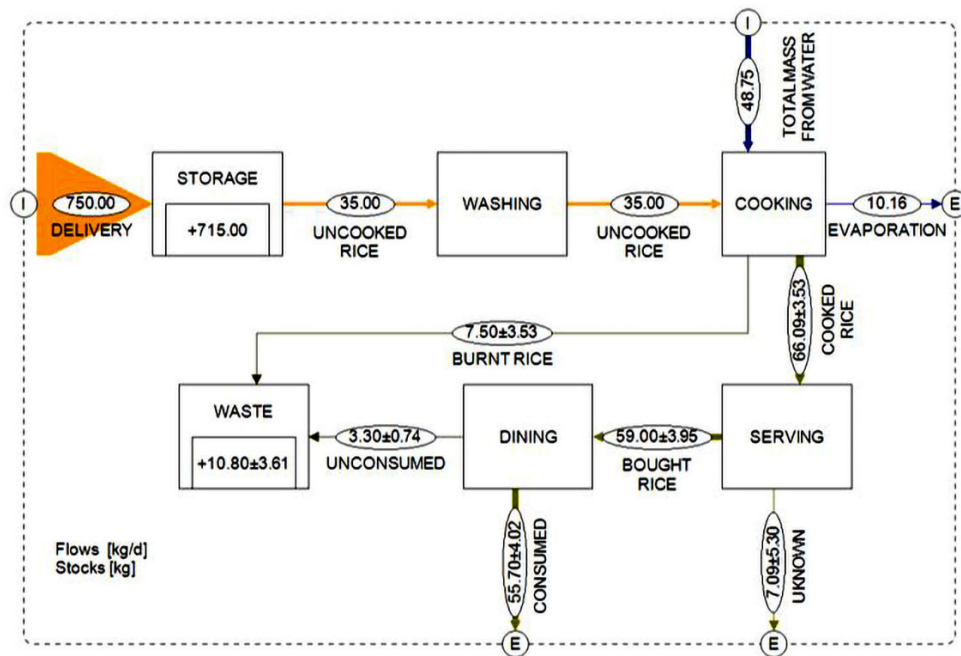 I
48.75
TOTAL MASS
FROM WATER
STORAGE
WASHING
COOKING
I
750.00
DELIVERY
+715.00
35.00
UNCOOKED
RICE
35.00
UNCOOKED
RICE
10.16
EVAPORATION
E
66.09±3.53
COOKED
RICE
7.50±3.53
BURNT RICE
WASTE
+10.80±3.61
3.30±0.74
UNCONSUMED
DINING
59.00±3.95
BOUGHT
RICE
SERVING
55.70±4.02
CONSUMED
7.09±5.30
UKNOWN
Flows [kg/d]
Stocks [kg]
E
E